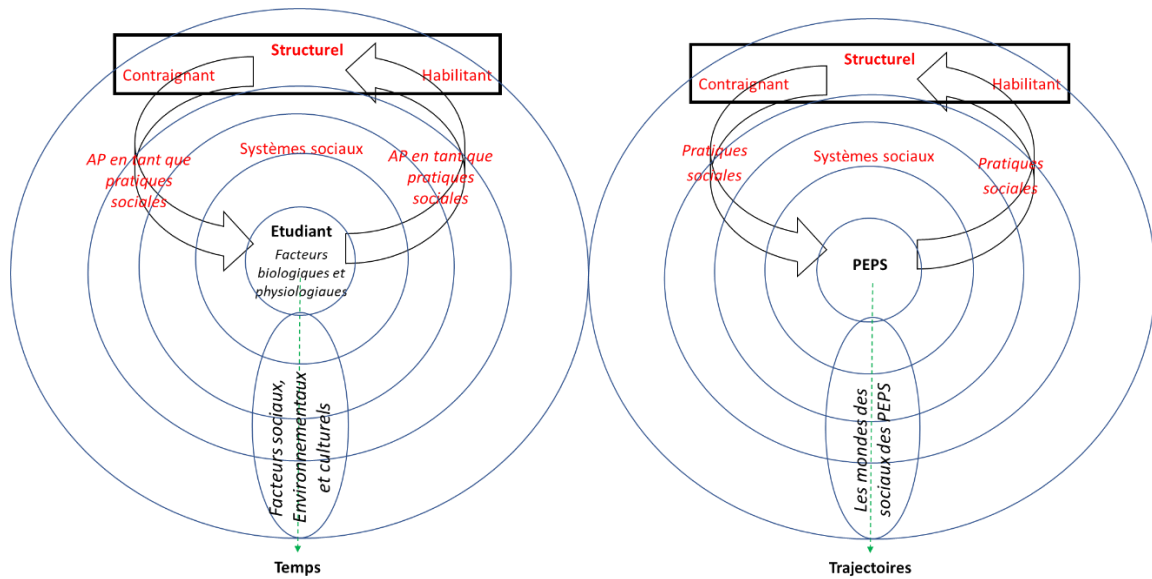 Structurel
Contraignant
Habilitant
AP en tant que
pratiques
sociales
Systèmes sociaux
AP en tant que
pratiques
sociales
Etudiant
Facteurs
biologiques et
physiologiaues
Facteurs sociaux,
Environnementaux
et culturels
Temps
Structurel
Contraignant
Habilitant
Pratiques
sociales
Systèmes sociaux
Pratiques
sociales
PEPS
Les mondes des
sociaux des PEPS
Trajectoires